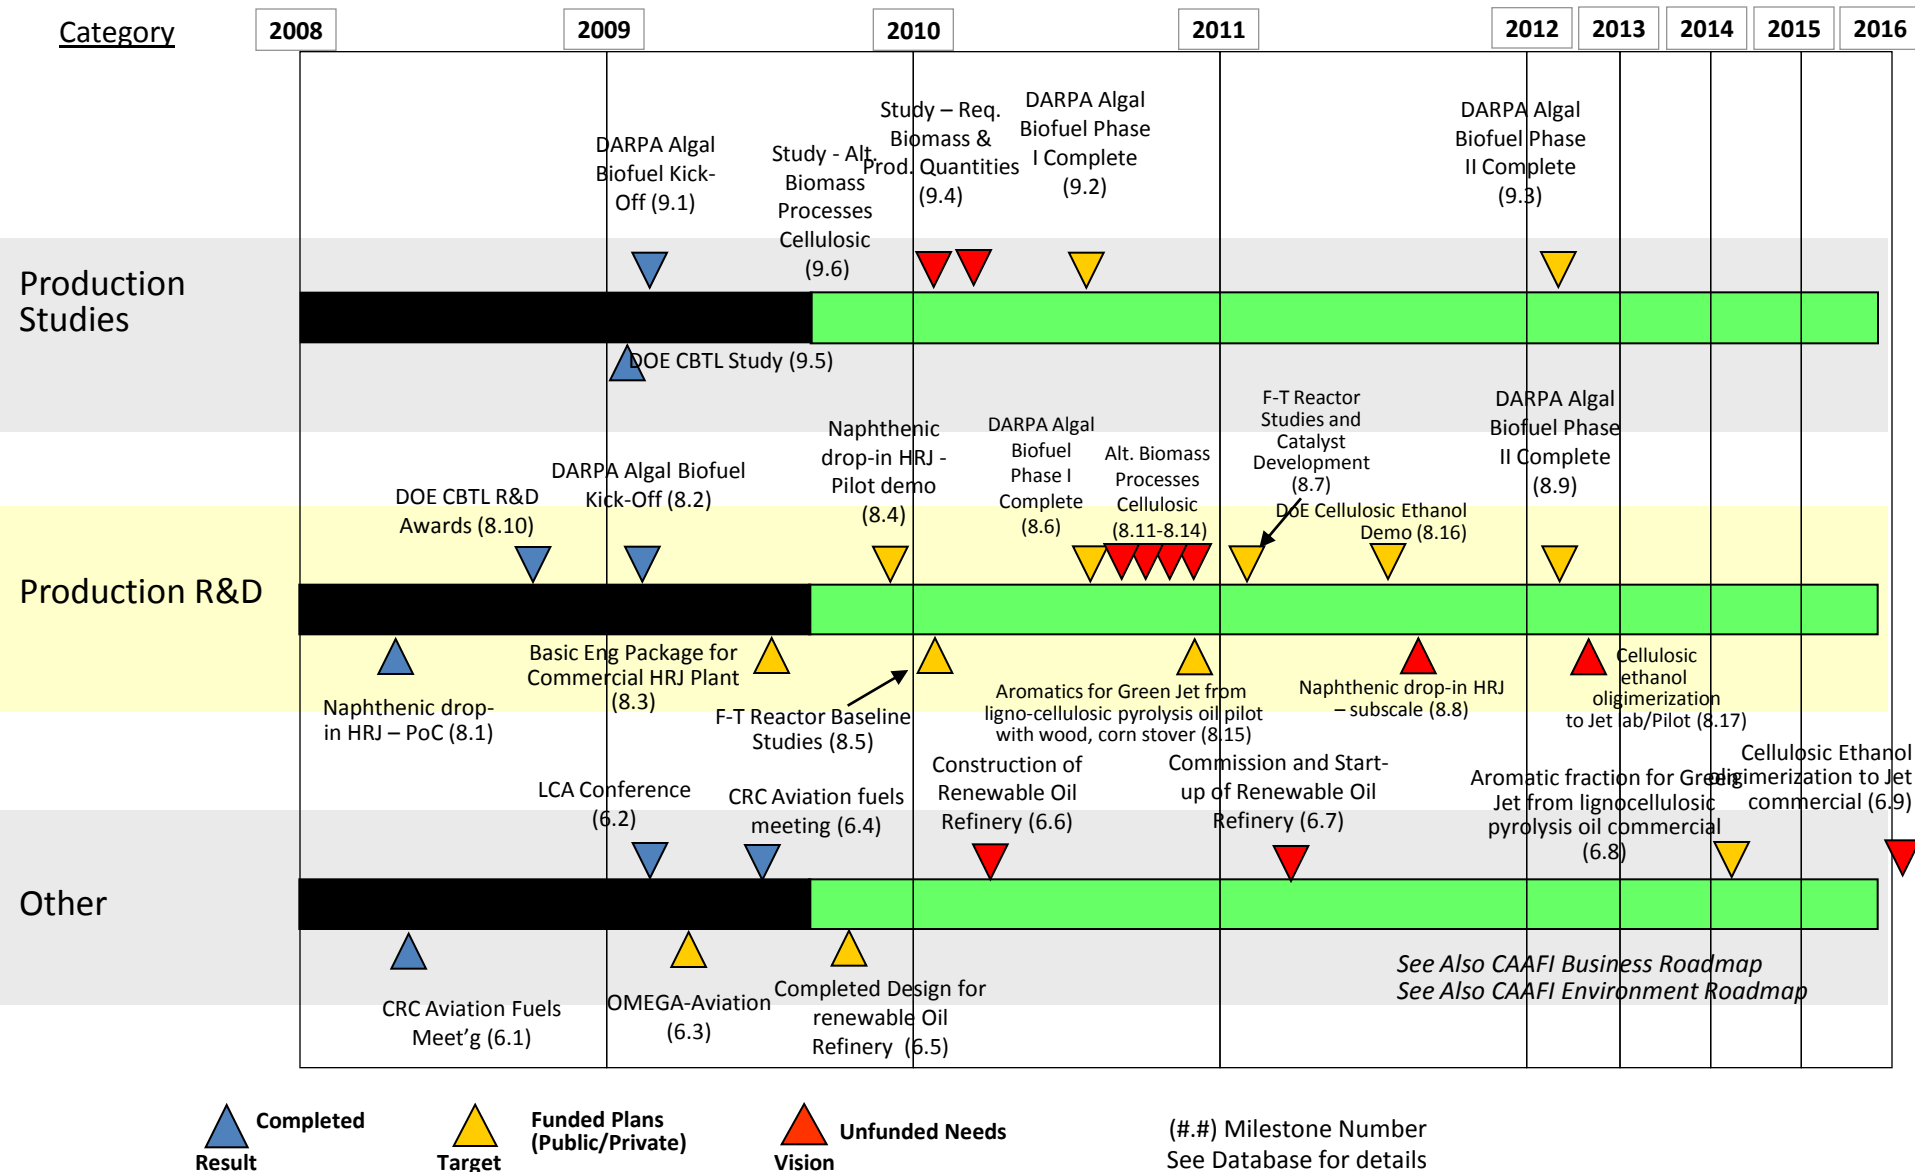 Category
2008
2009
2010
2011
2012
2013
2014
2015
2016
DARPA Algal
Biofuel Kick-
Off (9.1)
Study - Alt.
Biomass
Processes
Cellulosic
(9.6)
Study – Req.
Biomass &
Prod. Quantities
(9.4)
DARPA Algal
Biofuel Phase
I Complete
(9.2)
DARPA Algal
Biofuel Phase
II Complete
(9.3)
Production
Studies
DOE CBTL Study (9.5)
DOE CBTL R&D
Awards (8.10)
DARPA Algal Biofuel
Kick-Off (8.2)
Naphthenic
drop-in HRJ -
Pilot demo
(8.4)
DARPA Algal
Biofuel
Phase I
Complete
(8.6)
Alt. Biomass
Processes
Cellulosic
(8.11-8.14)
F-T Reactor
Studies and
Catalyst
Development
(8.7)
DoE Cellulosic Ethanol
Demo (8.16)
DARPA Algal
Biofuel Phase
II Complete
(8.9)
Production R&D
Naphthenic drop-
in HRJ – PoC (8.1)
Basic Eng Package for
Commercial HRJ Plant
(8.3)
F-T Reactor Baseline
Studies (8.5)
Aromatics for Green Jet from
ligno-cellulosic pyrolysis oil pilot
with wood, corn stover (8.15)
Naphthenic drop-in HRJ
– subscale (8.8)
Cellulosic
ethanol
oligimerization
to Jet lab/Pilot (8.17)
LCA Conference
(6.2)
CRC Aviation fuels
meeting (6.4)
Construction of
Renewable Oil
Refinery (6.6)
Commission and Start-
up of Renewable Oil
Refinery (6.7)
Aromatic fraction for Green
Jet from lignocellulosic
pyrolysis oil commercial
(6.8)
Cellulosic Ethanol
oligimerization to Jet
commercial (6.9)
Other
CRC Aviation Fuels
Meet’g (6.1)
OMEGA-Aviation
(6.3)
Completed Design for
renewable Oil
Refinery (6.5)
See Also CAAFI Business Roadmap
See Also CAAFI Environment Roadmap
Completed
Result
Funded Plans
(Public/Private)
Target
Unfunded Needs
Vision
(#.#) Milestone Number
See Database for details